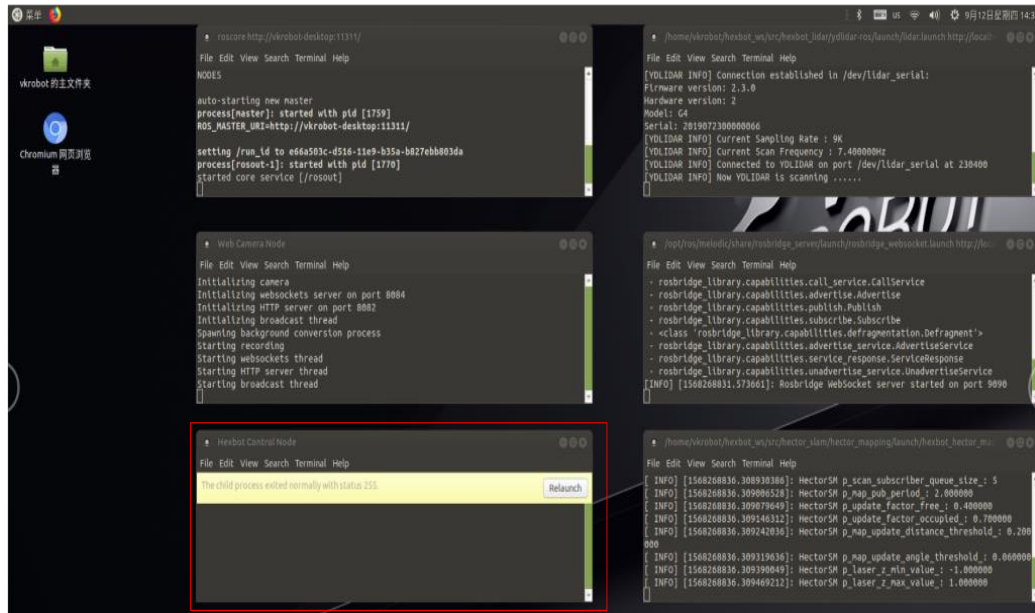 菜单
us
9月12日星期四 14:3
vkrobot 的主文件夹
Chromium 网页浏览
器
roscore http://vkrobot-desktop:11311/
File Edit View Search Terminal Help
NODES
auto-starting new master
process[master]: started with pid [1759]
ROS_MASTER_URI=http://vkrobot-desktop:11311/
setting /run_id to e66a503c-d516-11e9-b35a-b827ebb803da
process[rosout-1]: started with pid [1770]
started core service [/rosout]
/home/vkrobot/hexbot_ws/src/hexbot_lidar/ydlidar-ros/launch/lidar.launch http://localh
File Edit View Search Terminal Help
[YDLIDAR INFO] Connection established in /dev/lidar_serial:
Firmware version: 2.3.0
Hardware version: 2
Model: G4
Serial: 2019072300000066
[YDLIDAR INFO] Current Sampling Rate : 9K
[YDLIDAR INFO] Current Scan Frequency : 7.400000Hz
[YDLIDAR INFO] Connected to YDLIDAR on port /dev/lidar_serial at 230400
[YDLIDAR INFO] Now YDLIDAR is scanning ......
Web Camera Node
File Edit View Search Terminal Help
Initializing camera
Initializing websockets server on port 8084
Initializing HTTP server on port 8082
Initializing broadcast thread
Spawning background conversion process
Starting recording
Starting websockets thread
Starting HTTP server thread
Starting broadcast thread
/opt/ros/melodic/share/rosbridge_server/launch/rosbridge_websocket.launch http://loc
File Edit View Search Terminal Help
- rosbridge_library.capabilities.call_service.CallService
- rosbridge_library.capabilities.advertise.Advertise
- rosbridge_library.capabilities.publish.Publish
- rosbridge_library.capabilities.subscribe.Subscribe
- <class 'rosbridge_library.capabilities.defragmentation.Defragment'>
- rosbridge_library.capabilities.advertise_service.AdvertiseService
- rosbridge_library.capabilities.service_response.ServiceResponse
- rosbridge_library.capabilities.unadvertise_service.UnadvertiseService
[INFO] [1568268831.573661]: Rosbridge WebSocket server started on port 9090
Hexbot Control Node
File Edit View Search Terminal Help
The child process exited normally with status 255.
Relaunch
/home/vkrobot/hexbot_ws/src/hector_slam/hector_mapping/launch/hexbot_hector_ma
File Edit View Search Terminal Help
[ INFO] [1568268836.308930386]: HectorSM p_scan_subscriber_queue_size_: 5
[ INFO] [1568268836.309006528]: HectorSM p_map_pub_period_: 2.000000
[ INFO] [1568268836.309079649]: HectorSM p_update_factor_free_: 0.400000
[ INFO] [1568268836.309146312]: HectorSM p_update_factor_occupied_: 0.700000
[ INFO] [1568268836.309242036]: HectorSM p_map_update_distance_threshold_: 0.200
000
[ INFO] [1568268836.309319636]: HectorSM p_map_update_angle_threshold_: 0.060000
[ INFO] [1568268836.309390049]: HectorSM p_laser_z_min_value_: -1.000000
[ INFO] [1568268836.309469212]: HectorSM p_laser_z_max_value_: 1.000000